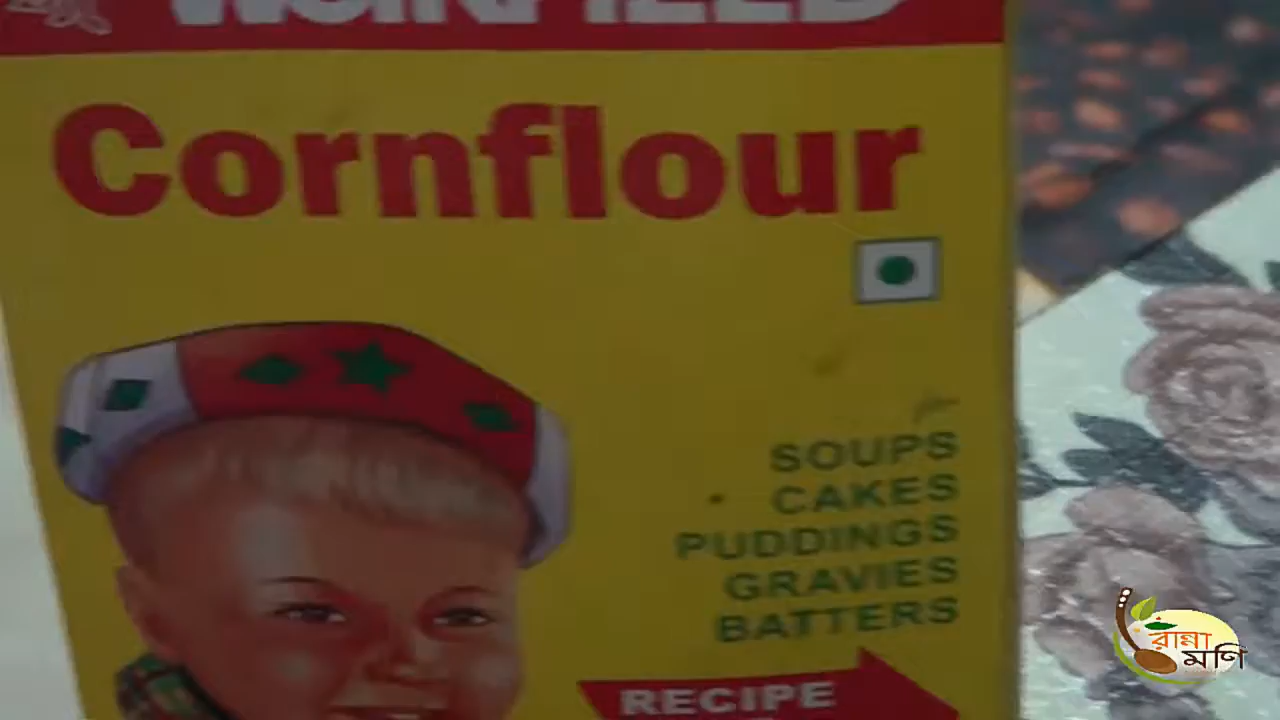 Cornflour
SOUPS
CAKES
PUDDINGS
GRAVIES
BATTERS
RECIPE
রান্না
মণি